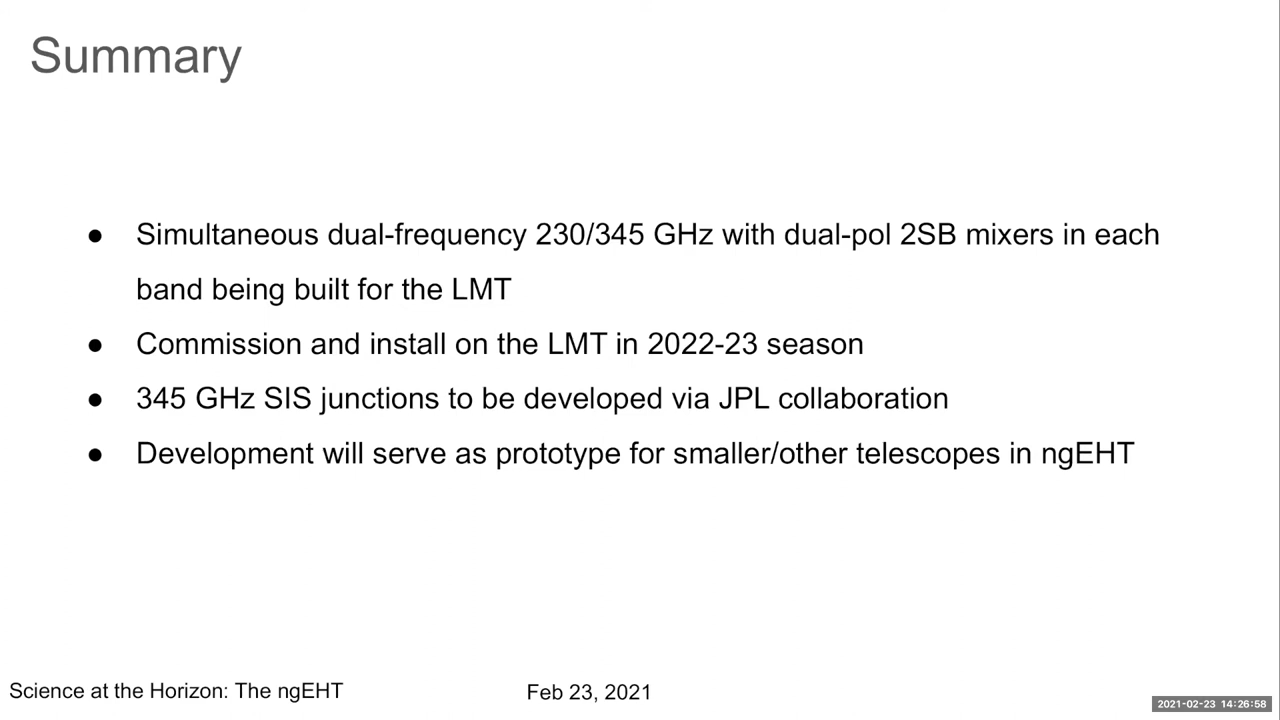 Summary
● Simultaneous dual-frequency 230/345 GHz with dual-pol 2SB mixers in each
band being built for the LMT
● Commission and install on the LMT in 2022-23 season
● 345 GHz SIS junctions to be developed via JPL collaboration
● Development will serve as prototype for smaller/other telescopes in ngEHT
Science at the Horizon: The ngEHT
Feb 23, 2021
2021-02-23 14:26:58